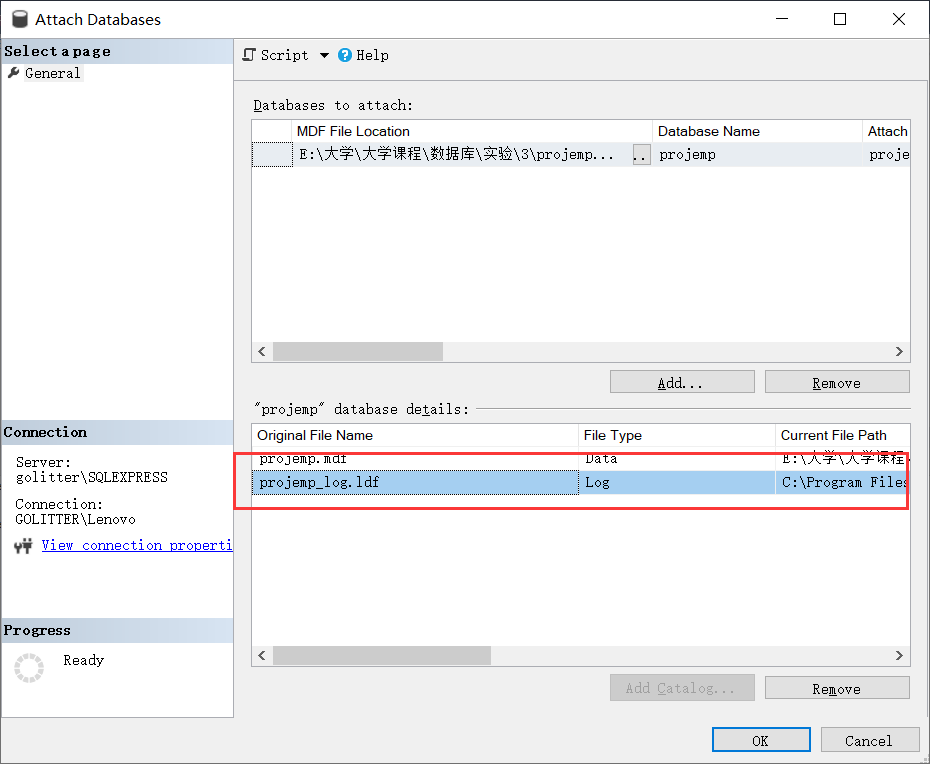 Attach Databases
Select a page
General
Script Help
Databases to attach:
MDF File Location Database Name Attach
E:\大学\大学课程\数据库\实验\3\projemp... .. projemp proje
Add... Remove
"projemp" database details:
Original File Name File Type Current File Path
projemp.mdf Data E:\大学\大学课程
projemp_log.ldf Log C:\Program Files
Connection
Server:
golitter\SQLEXPRESS
Connection:
GOLITTER\Lenovo
View connection properti
Progress
Ready
Add Catalog... Remove
OK Cancel